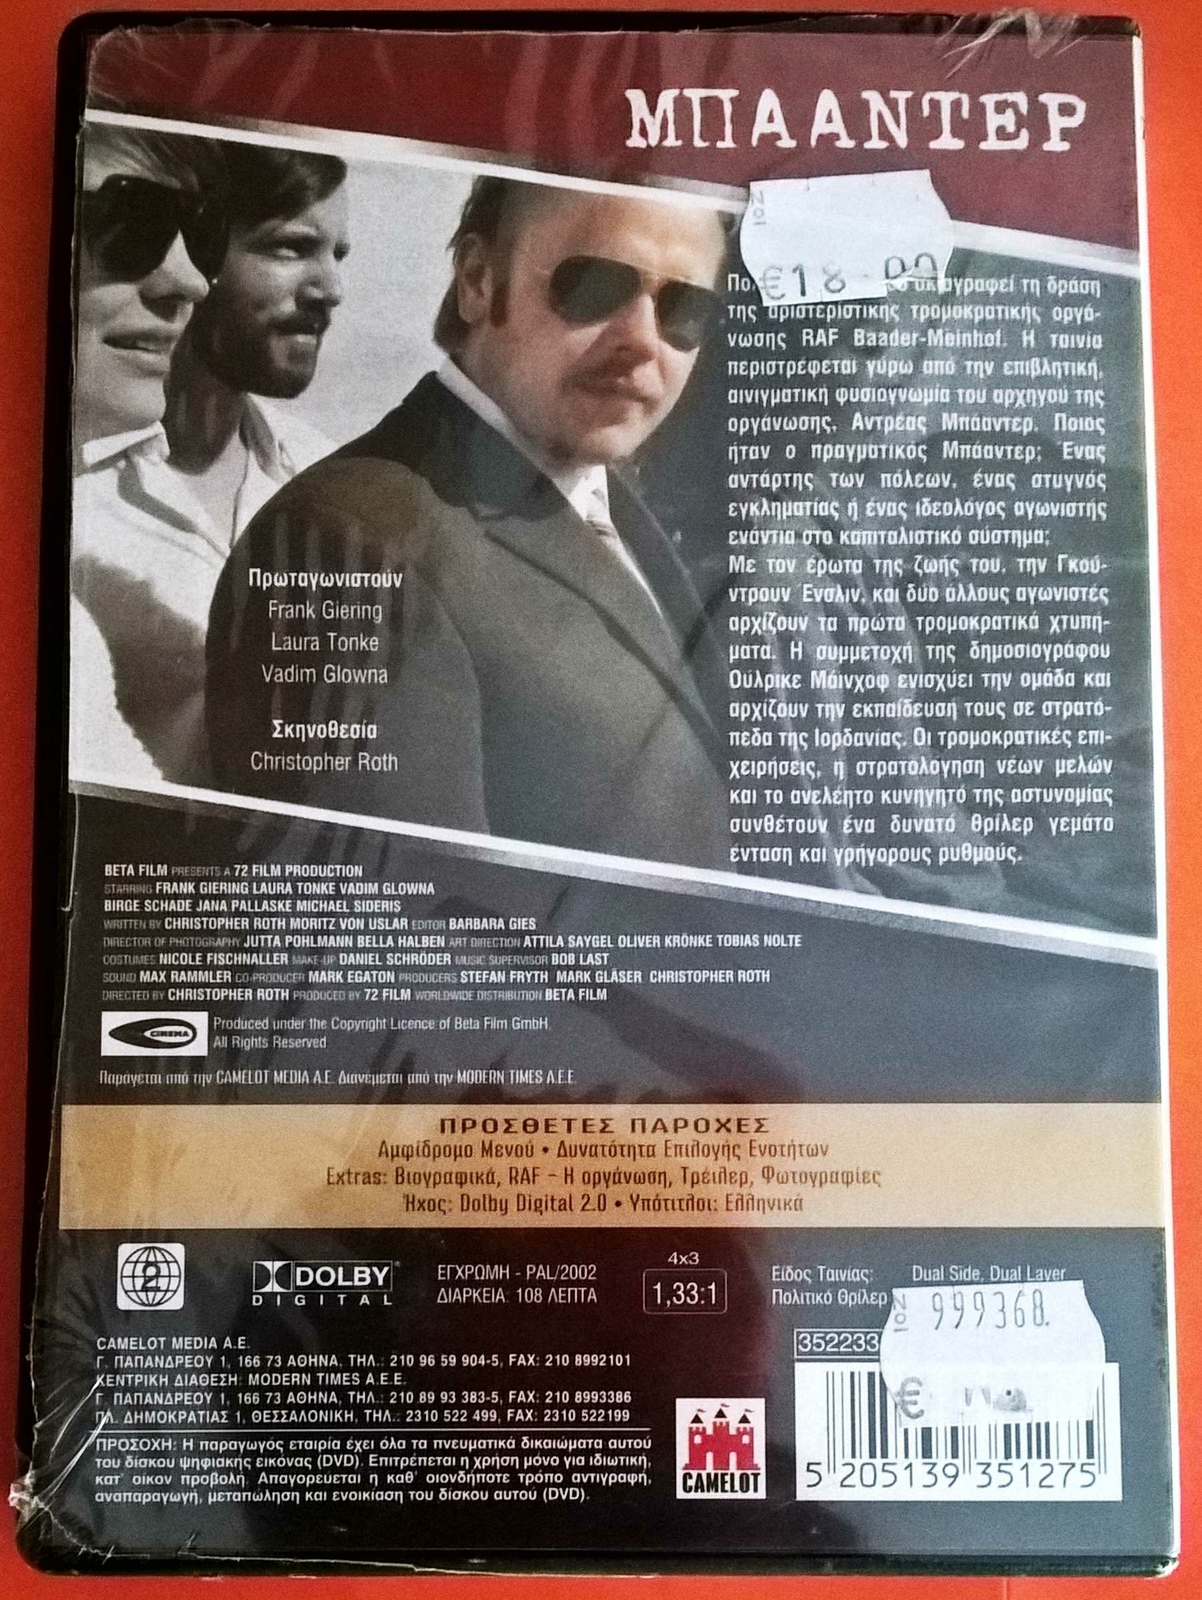 ΜΠΑΑΝΤΕΡ
ZOI
€18 00
γραφεί τη δράση
της αριστερίστικης τρομοκρατικής οργά-
νωσης RAF Baader-Meinhof. Η ταινία
περιστρέφεται γύρω από την επιβλητική,
αινιγματική φυσιογνωμία του αρχηγού της
οργάνωσης, Αντρέας Μπάαντερ. Ποιος
ήταν ο πραγματικός Μπάαντερ; Ένας
αντάρτης των πόλεων, ένας στυγνός
εγκληματίας ή ένας ιδεολόγος αγωνιστής
ενάντια στο καπιταλιστικό σύστημα;
Με τον έρωτα της ζωής του, την Γκού-
ντρουν Ένσλιν, και δύο άλλους αγωνιστές
αρχίζουν τα πρώτα τρομοκρατικά χτυπή-
ματα. Η συμμετοχή της δημοσιογράφου
Ούλρικε Μάινχοφ ενισχύει την ομάδα και
αρχίζουν την εκπαίδευσή τους σε στρατό-
πεδα της Ιορδανίας. Οι τρομοκρατικές επι-
χειρήσεις, η στρατολόγηση νέων μελών
και το ανελέητο κυνηγητό της αστυνομίας
συνθέτουν ένα δυνατό θρίλερ γεμάτο
ένταση και γρήγορους ρυθμούς.
Πρωταγωνιστούν
Frank Giering
Laura Tonke
Vadim Glowna
Σκηνοθεσία
Christopher Roth
BETA FILM PRESENTS A 72 FILM PRODUCTION
STARRING FRANK GIERING LAURA TONKE VADIM GLOWNA
BIRGE SCHADE JANA PALLASKE MICHAEL SIDERIS
WRITTEN BY CHRISTOPHER ROTH MORITZ VON USLAR EDITOR BARBARA GIES
DIRECTOR OF PHOTOGRAPHY JUTTA POHLMANN BELLA HALBEN ART DIRECTION ATTILA SAYGEL OLIVER KRÖNKE TOBIAS NOLTE
COSTUMES NICOLE FISCHNALLER MAKE-UP DANIEL SCHRÖDER MUSIC SUPERVISOR BOB LAST
SOUND MAX RAMMLER CO-PRODUCER MARK EGATON PRODUCERS STEFAN FRYTH MARK GLÄSER CHRISTOPHER ROTH
DIRECTED BY CHRISTOPHER ROTH PRODUCED BY 72 FILM WORLDWIDE DISTRIBUTION BETA FILM
CINEMA
Produced under the Copyright Licence of Beta Film GmbH
All Rights Reserved
Παράγεται από την CAMELOT MEDIA A.E. Διανέμεται από την MODERN TIMES A.E.E.
ΠΡΟΣΘΕΤΕΣ ΠΑΡΟΧΕΣ
Αμφίδρομο Μενού • Δυνατότητα Επιλογής Ενοτήτων
Extras: Βιογραφικά, RAF - Η οργάνωση, Τρέιλερ, Φωτογραφίες
Ήχος: Dolby Digital 2.0 • Υπότιτλοι: Ελληνικά
2
DOLBY
DIGITAL
ΕΓΧΡΩΜΗ - PAL/2002
ΔΙΑΡΚΕΙΑ: 108 ΛΕΠΤΑ
4x3
1,33:1
Είδος Ταινίας:
Πολιτικό Θρίλερ
Dual Side, Dual Layer
ZOI
999368.
€
352233
CAMELOT MEDIA A.E.
Γ. ΠΑΠΑΝΔΡΕΟΥ 1, 166 73 ΑΘΗΝΑ, ΤΗΛ.: 210 96 59 904-5, FAX: 210 8992101
ΚΕΝΤΡΙΚΗ ΔΙΑΘΕΣΗ: MODERN TIMES A.E.E.
Γ. ΠΑΠΑΝΔΡΕΟΥ 1, 166 73 ΑΘΗΝΑ, ΤΗΛ.: 210 89 93 383-5, FAX: 210 8993386
ΠΛ. ΔΗΜΟΚΡΑΤΙΑΣ 1, ΘΕΣΣΑΛΟΝΙΚΗ, ΤΗΛ.: 2310 522 499, FAX: 2310 522199
ΠΡΟΣΟΧΗ: Η παραγωγός εταιρία έχει όλα τα πνευματικά δικαιώματα αυτού
του δίσκου ψηφιακής εικόνας (DVD). Επιτρέπεται η χρήση μόνο για ιδιωτική,
κατ' οίκον προβολή. Απαγορεύεται η καθ' οιονδήποτε τρόπο αντιγραφή,
αναπαραγωγή, μεταπώληση και ενοικίαση του δίσκου αυτού (DVD).
CAMELOT
5 205139 351275